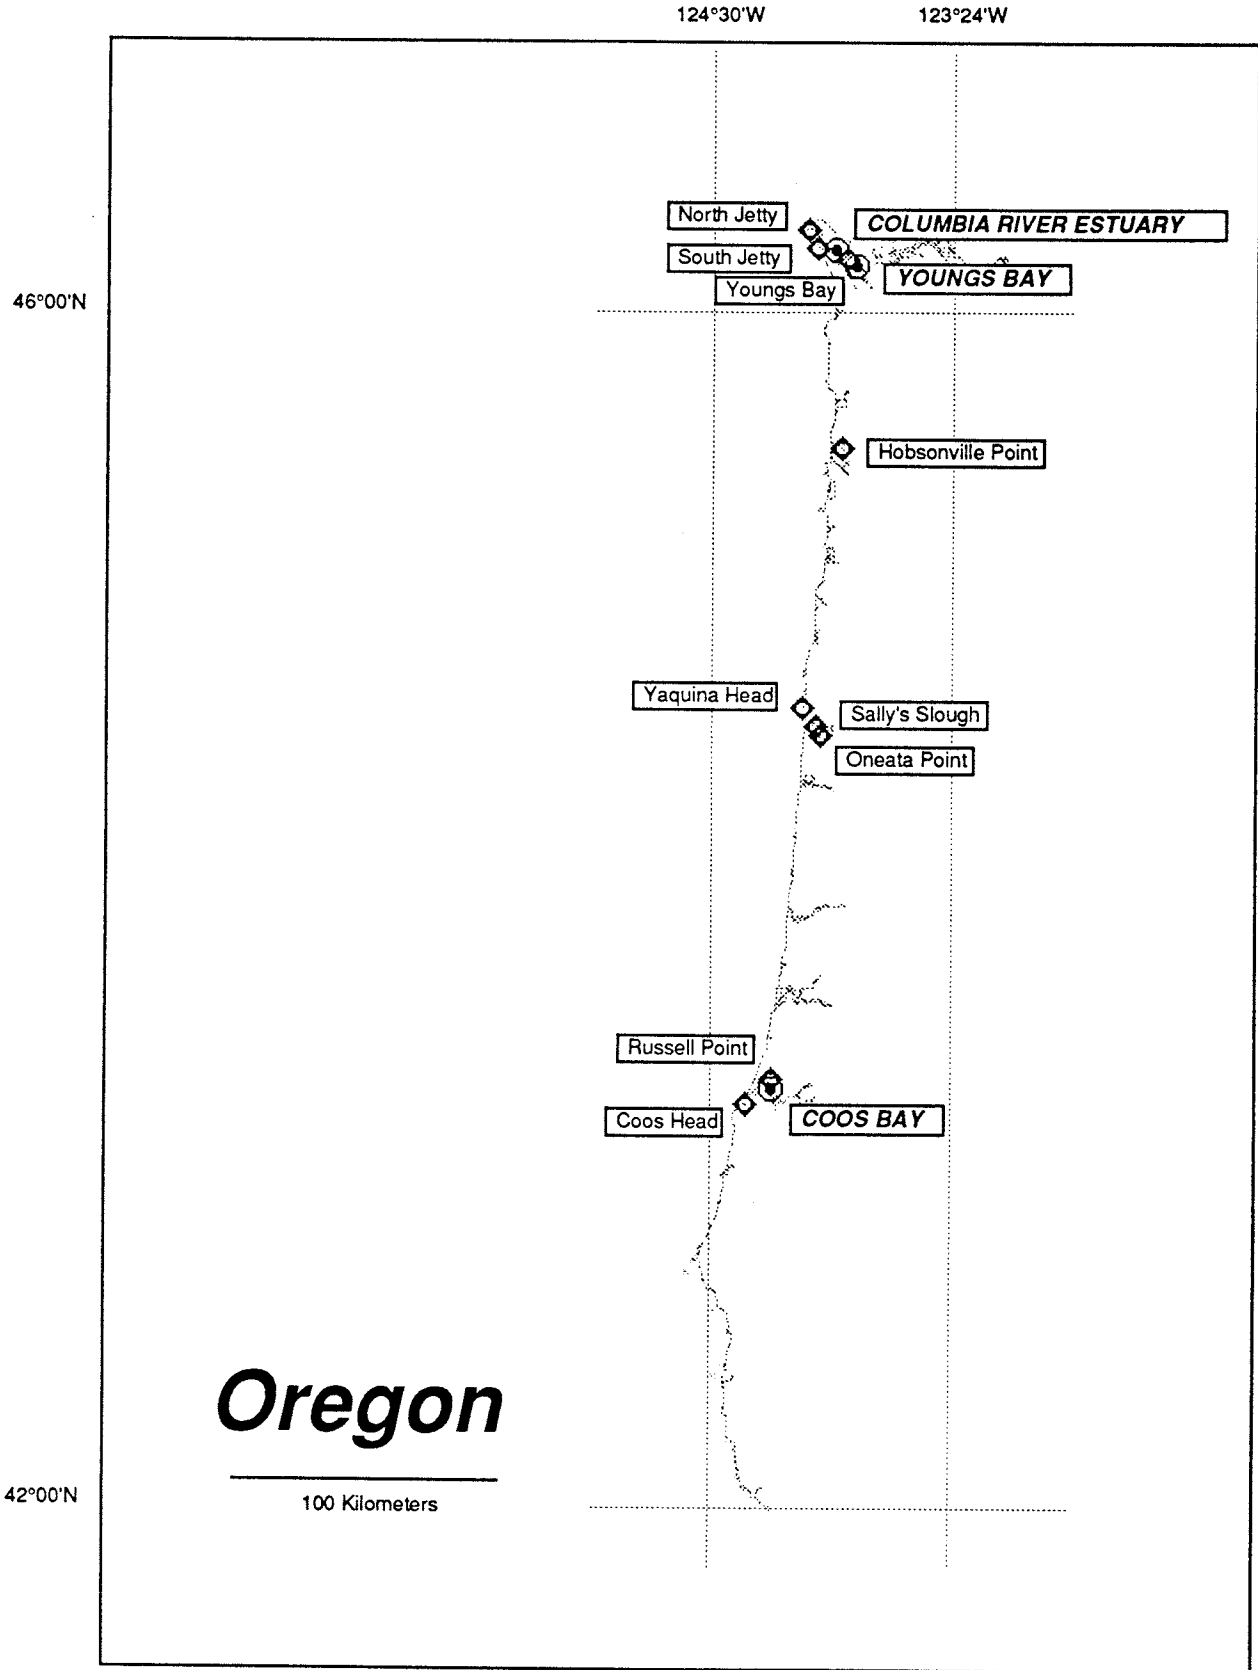 124°30'W 123°24'W
North Jetty
COLUMBIA RIVER ESTUARY
South Jetty
YOUNGS BAY
Youngs Bay
46°00'N
Hobsonville Point
Yaquina Head
Sally's Slough
Oneata Point
Russell Point
Coos Head
COOS BAY
Oregon
100 Kilometers
42°00'N